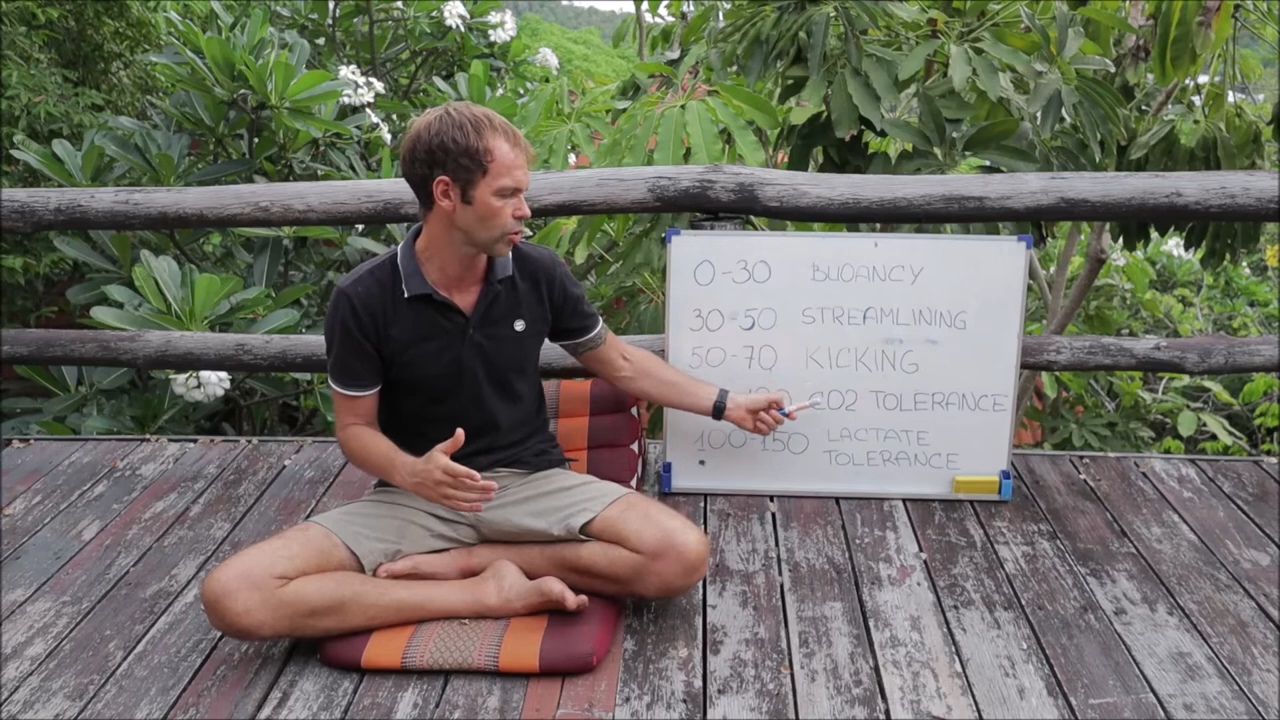 0-30 BUOANCY
30-50 STREAMLINING
50-70 KICKING
CO2 TOLERANCE
100-150 LACTATE
TOLERANCE